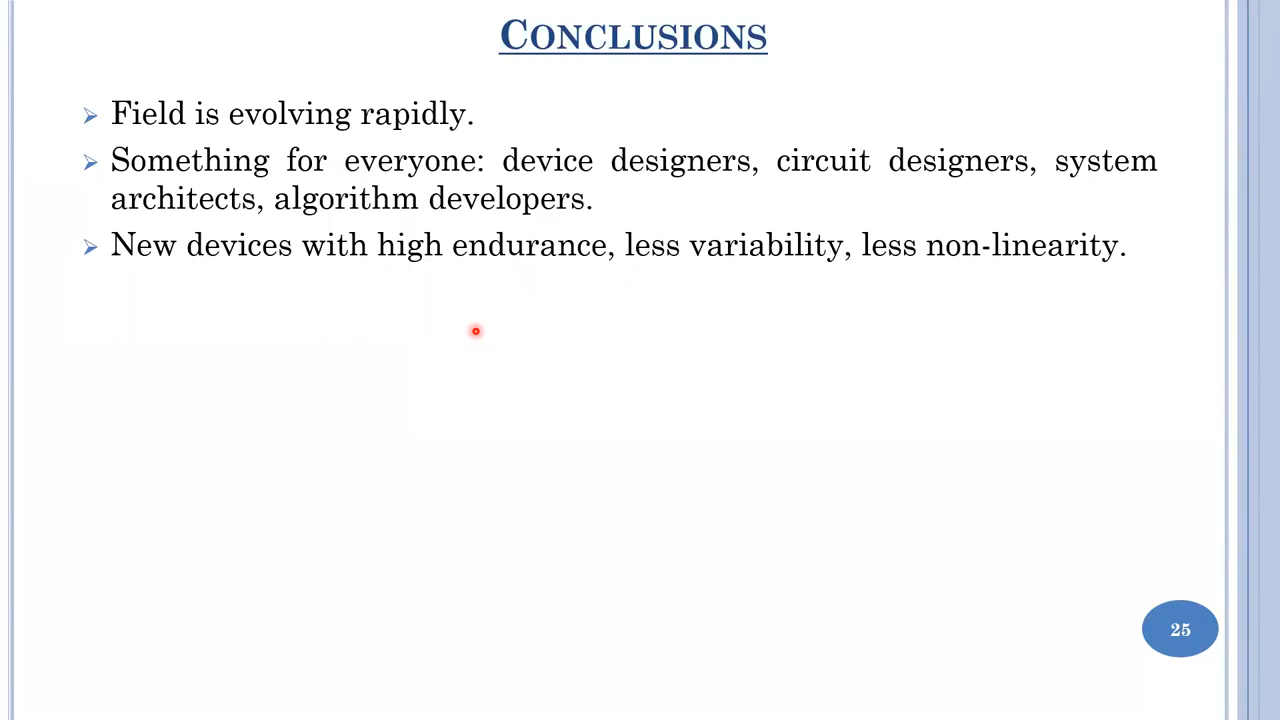 CONCLUSIONS
Field is evolving rapidly.
Something for everyone: device designers, circuit designers, system
architects, algorithm developers.
New devices with high endurance, less variability, less non-linearity.
25